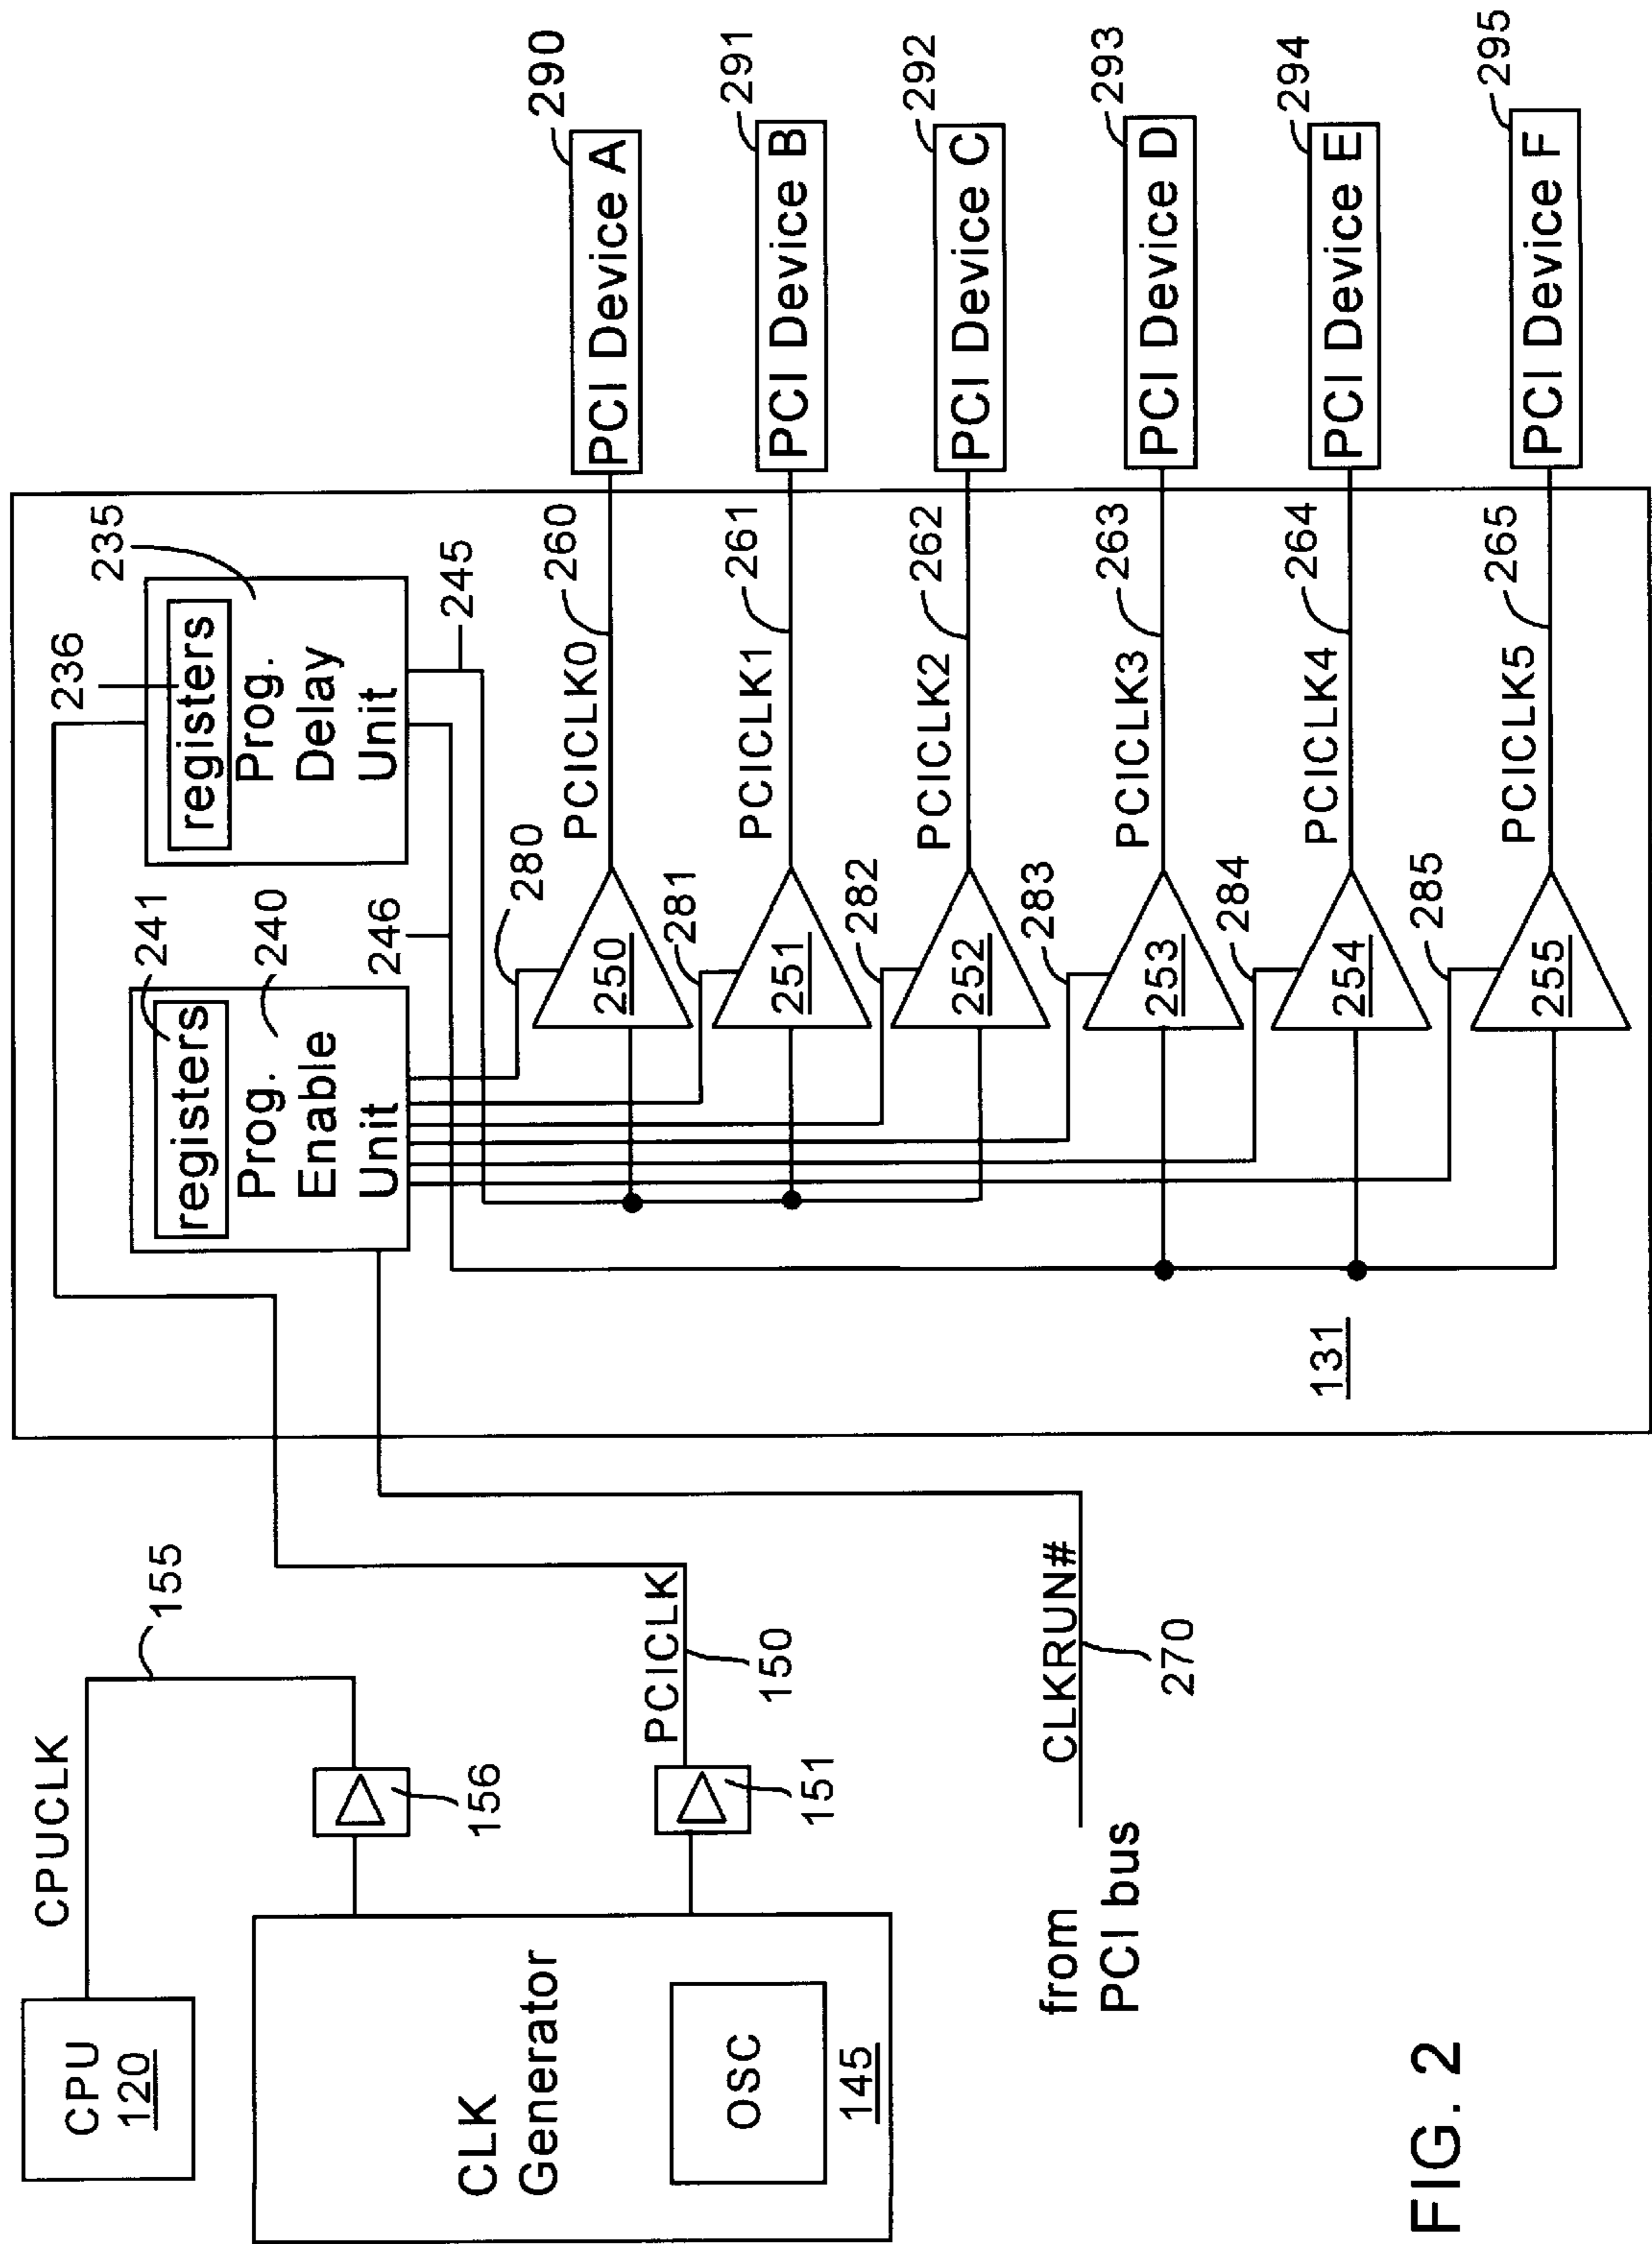 CPU
120
CPUCLK
155
156
CLK
Generator
OSC
145
PCICLK
150
151
from
PCI bus
CLKRUN#
270
131
registers
Prog.
Enable
Unit
241
240
246
registers
Prog.
Delay
Unit
236
235
245
280
250
PCICLK0
260
PCI Device A
290
281
251
PCICLK1
261
PCI Device B
291
282
252
PCICLK2
262
PCI Device C
292
283
253
PCICLK3
263
PCI Device D
293
284
254
PCICLK4
264
PCI Device E
294
285
255
PCICLK5
265
PCI Device F
295
FIG. 2